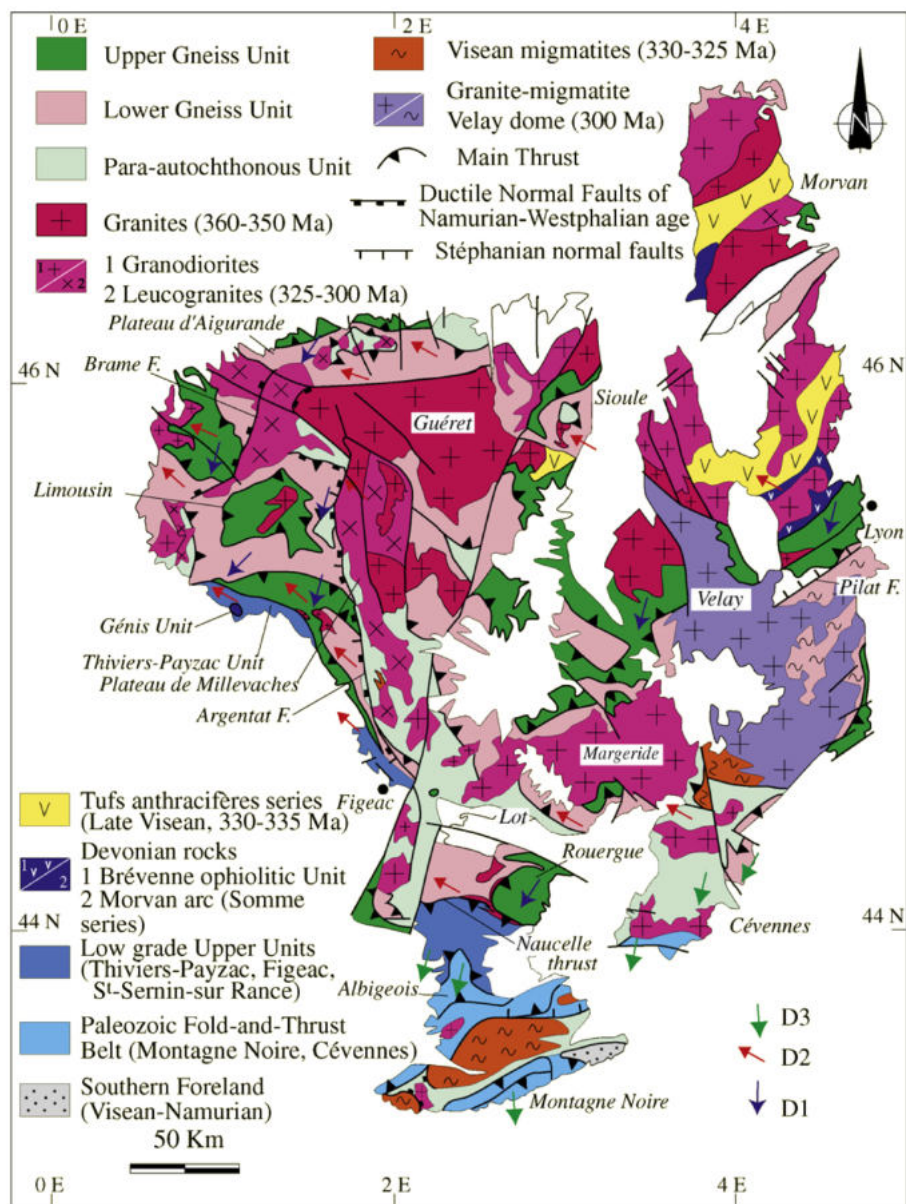 0 E 2 E 4 E
Upper Gneiss Unit
Lower Gneiss Unit
Para-autochthonous Unit
Granites (360-350 Ma)
1 2
1 Granodiorites
2 Leucogranites (325-300 Ma)
Visean migmatites (330-325 Ma)
Granite-migmatite
Velay dome (300 Ma)
Main Thrust
Ductile Normal Faults of
Namurian-Westphalian age
Stéphanian normal faults
N
Morvan
Plateau d'Aigurande
Brame F.
46 N
46 N
Sioule
Guéret
Limousin
Lyon
Velay
Pilat F.
Génis Unit
Thiviers-Payzac Unit
Plateau de Millevaches
Argentat F.
Margeride
Figeac
Lot
Rouergue
Tufs anthracifères series
(Late Visean, 330-335 Ma)
1 2
Devonian rocks
1 Brévenne ophiolitic Unit
2 Morvan arc (Somme
series)
44 N
44 N
Cévennes
Naucelle
thrust
Low grade Upper Units
(Thiviers-Payzac, Figeac,
St-Sernin-sur Rance)
Albigeois
Paleozoic Fold-and-Thrust
Belt (Montagne Noire, Cévennes)
D3
D2
D1
Southern Foreland
(Visean-Namurian)
Montagne Noire
50 Km
0 E 2 E 4 E